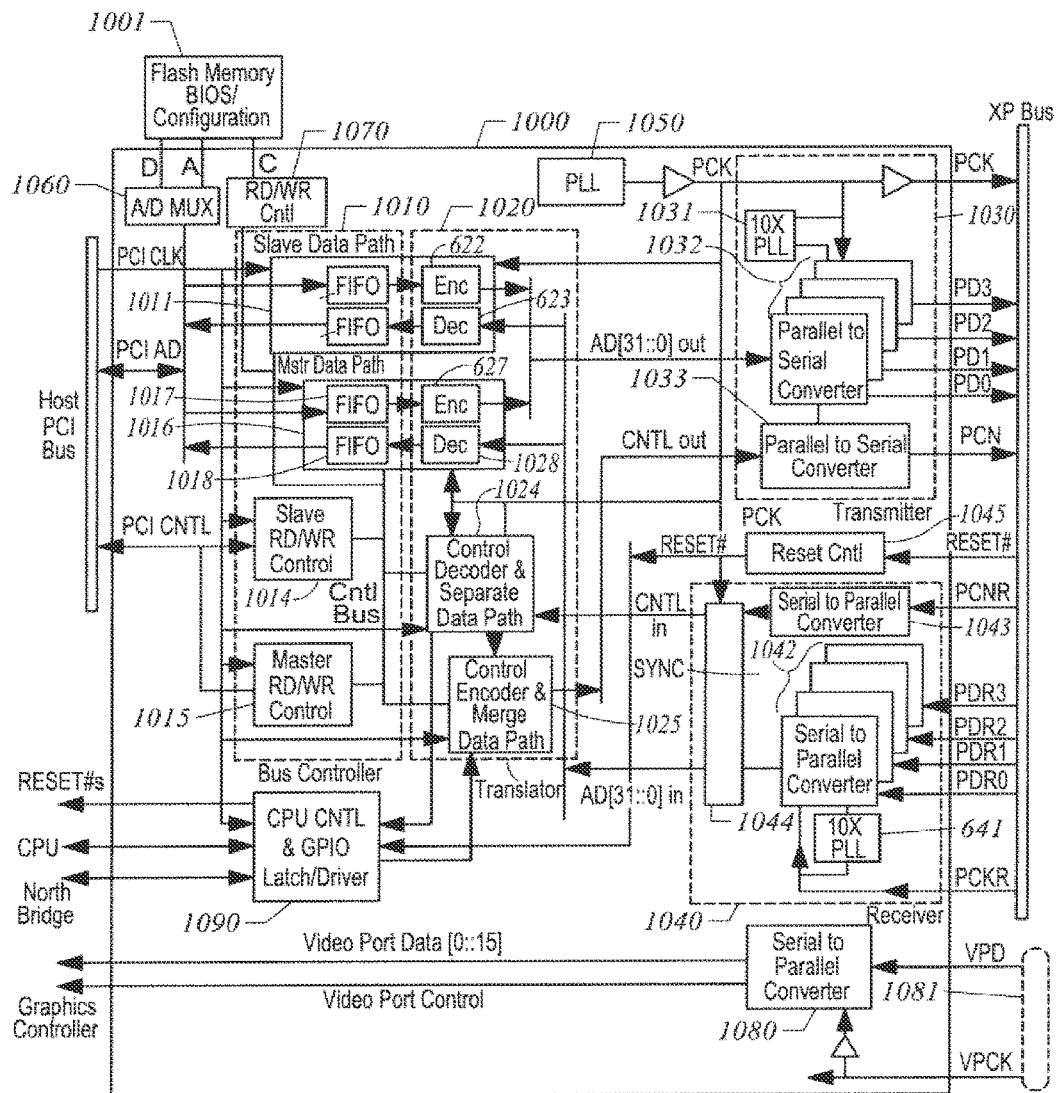 1001
Flash Memory
BIOS/
Configuration
1070
1000
1050
XP Bus
D
A
C
1060
A/D MUX
RD/WR
Cntl
1010
1020
PLL
PCK
PCK
1031
10X
PLL
1030
1032
Slave Data Path
622
PCI CLK
FIFO
Enc
1011
FIFO
Dec
623
PD3
PD2
PD1
PD0
Parallel to
Serial
Converter
AD[31::0] out
PCI AD
Mstr Data Path
627
1033
1017
FIFO
Enc
Host
PCI
Bus
1016
FIFO
Dec
CNTL out
Parallel to Serial
Converter
PCN
1018
1028
1024
Transmitter
PCI CNTL
Slave
RD/WR
Control
1014
Cntl
Bus
Control
Decoder &
Separate
Data Path
PCK
1045
RESET#
Reset Cntl
RESET#
CNTL
in
Serial to Parallel
Converter
PCNR
1043
1042
SYNC
Master
RD/WR
Control
1015
Control
Encoder &
Merge
Data Path
1025
Serial to
Parallel
Converter
PDR3
PDR2
PDR1
PDR0
Bus Controller
Translator
AD[31::0] in
1044
10X
PLL
641
RESET#s
CPU
North
Bridge
CPU CNTL
& GPIO
Latch/Driver
1090
PCKR
1040
Receiver
Video Port Data [0::15]
Serial to
Parallel
Converter
VPD
1081
Video Port Control
Graphics
Controller
1080
VPCK